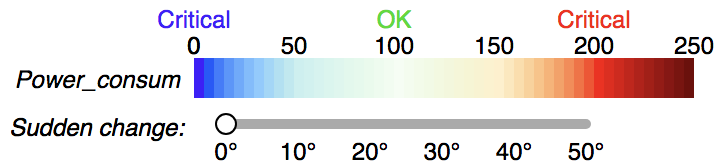 Critical OK Critical
0 50 100 150 200 250
Power_consum
Sudden change:
0° 10° 20° 30° 40° 50°